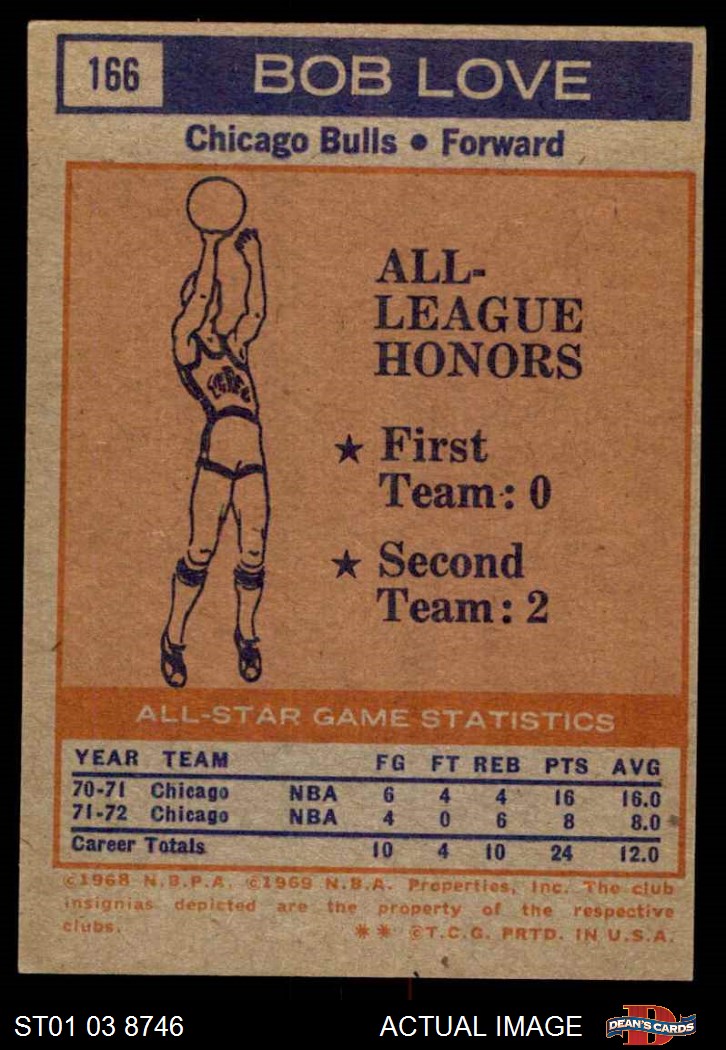 166 BOB LOVE
Chicago Bulls • Forward
ALL-
LEAGUE
HONORS
★ First
Team: 0
★ Second
Team: 2
ALL-STAR GAME STATISTICS
YEAR TEAM FG FT REB PTS AVG
70-71 Chicago NBA 6 4 4 16 16.0
71-72 Chicago NBA 4 0 6 8 8.0
Career Totals 10 4 10 24 12.0
©1968 N.B.P.A. ©1969 N.B.A. Properties, Inc. The club
insignias depicted are the property of the respective
clubs. ** ©T.C.G. PRTD. IN U.S.A.
ST01 03 8746 ACTUAL IMAGE DEAN'S CARDS